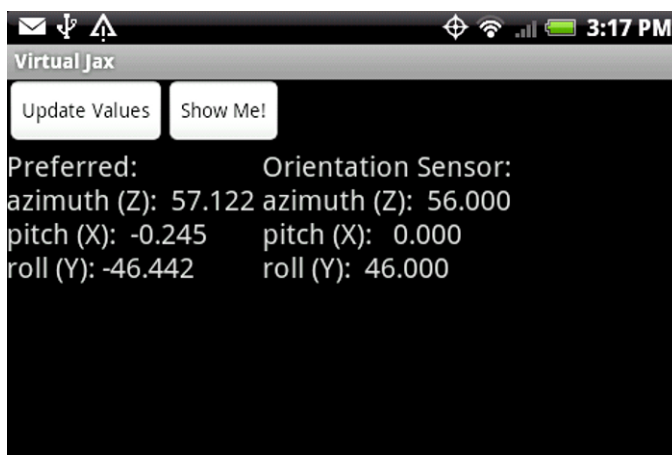 3:17 PM
Virtual Jax
Update Values Show Me!
Preferred: Orientation Sensor:
azimuth (Z): 57.122 azimuth (Z): 56.000
pitch (X): -0.245 pitch (X): 0.000
roll (Y): -46.442 roll (Y): 46.000